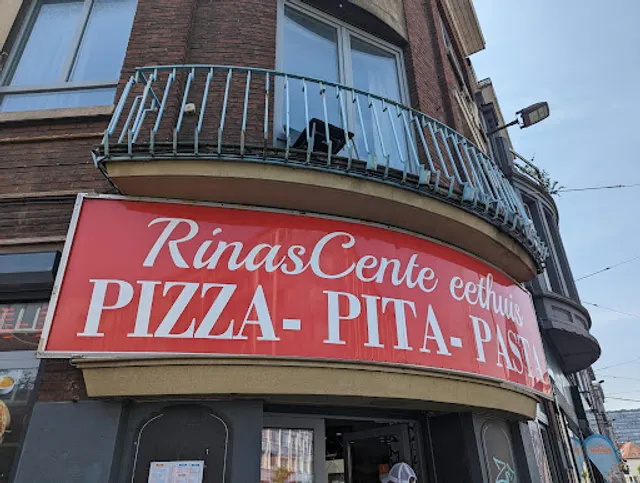 RinasCente eethuis
PIZZA- PITA- PASTA